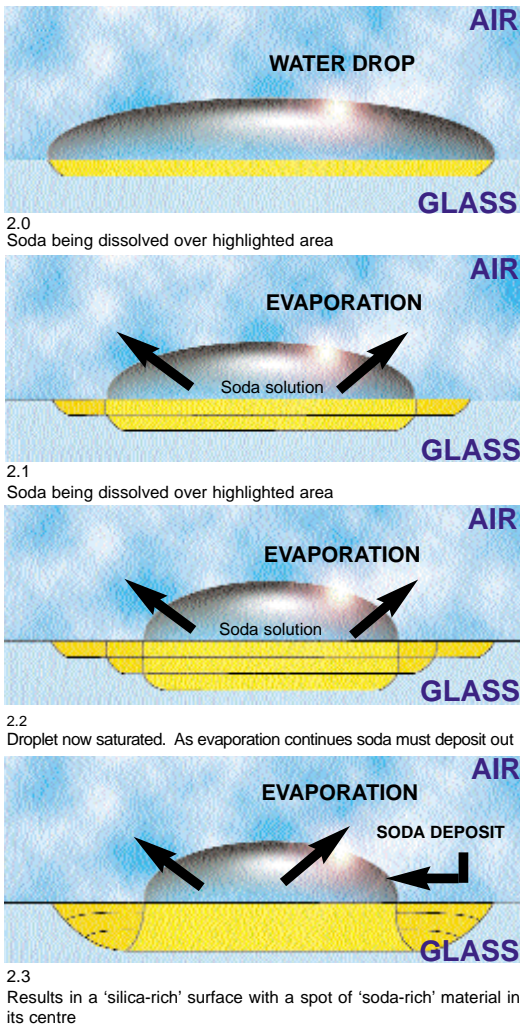 AIR
WATER DROP
GLASS
2.0
Soda being dissolved over highlighted area
AIR
EVAPORATION
Soda solution
GLASS
2.1
Soda being dissolved over highlighted area
AIR
EVAPORATION
Soda solution
GLASS
2.2
Droplet now saturated. As evaporation continues soda must deposit out
AIR
EVAPORATION
SODA DEPOSIT
GLASS
2.3
Results in a ‘silica-rich’ surface with a spot of ‘soda-rich’ material in
its centre